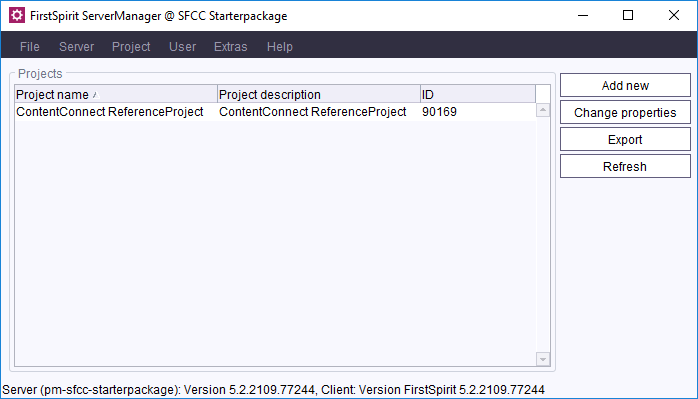 FirstSpirit ServerManager @ SFCC Starterpackage
File Server Project User Extras Help
Projects
Project name Project description ID
ContentConnect ReferenceProject ContentConnect ReferenceProject 90169
Add new
Change properties
Export
Refresh
Server (pm-sfcc-starterpackage): Version 5.2.2109.77244, Client: Version FirstSpirit 5.2.2109.77244